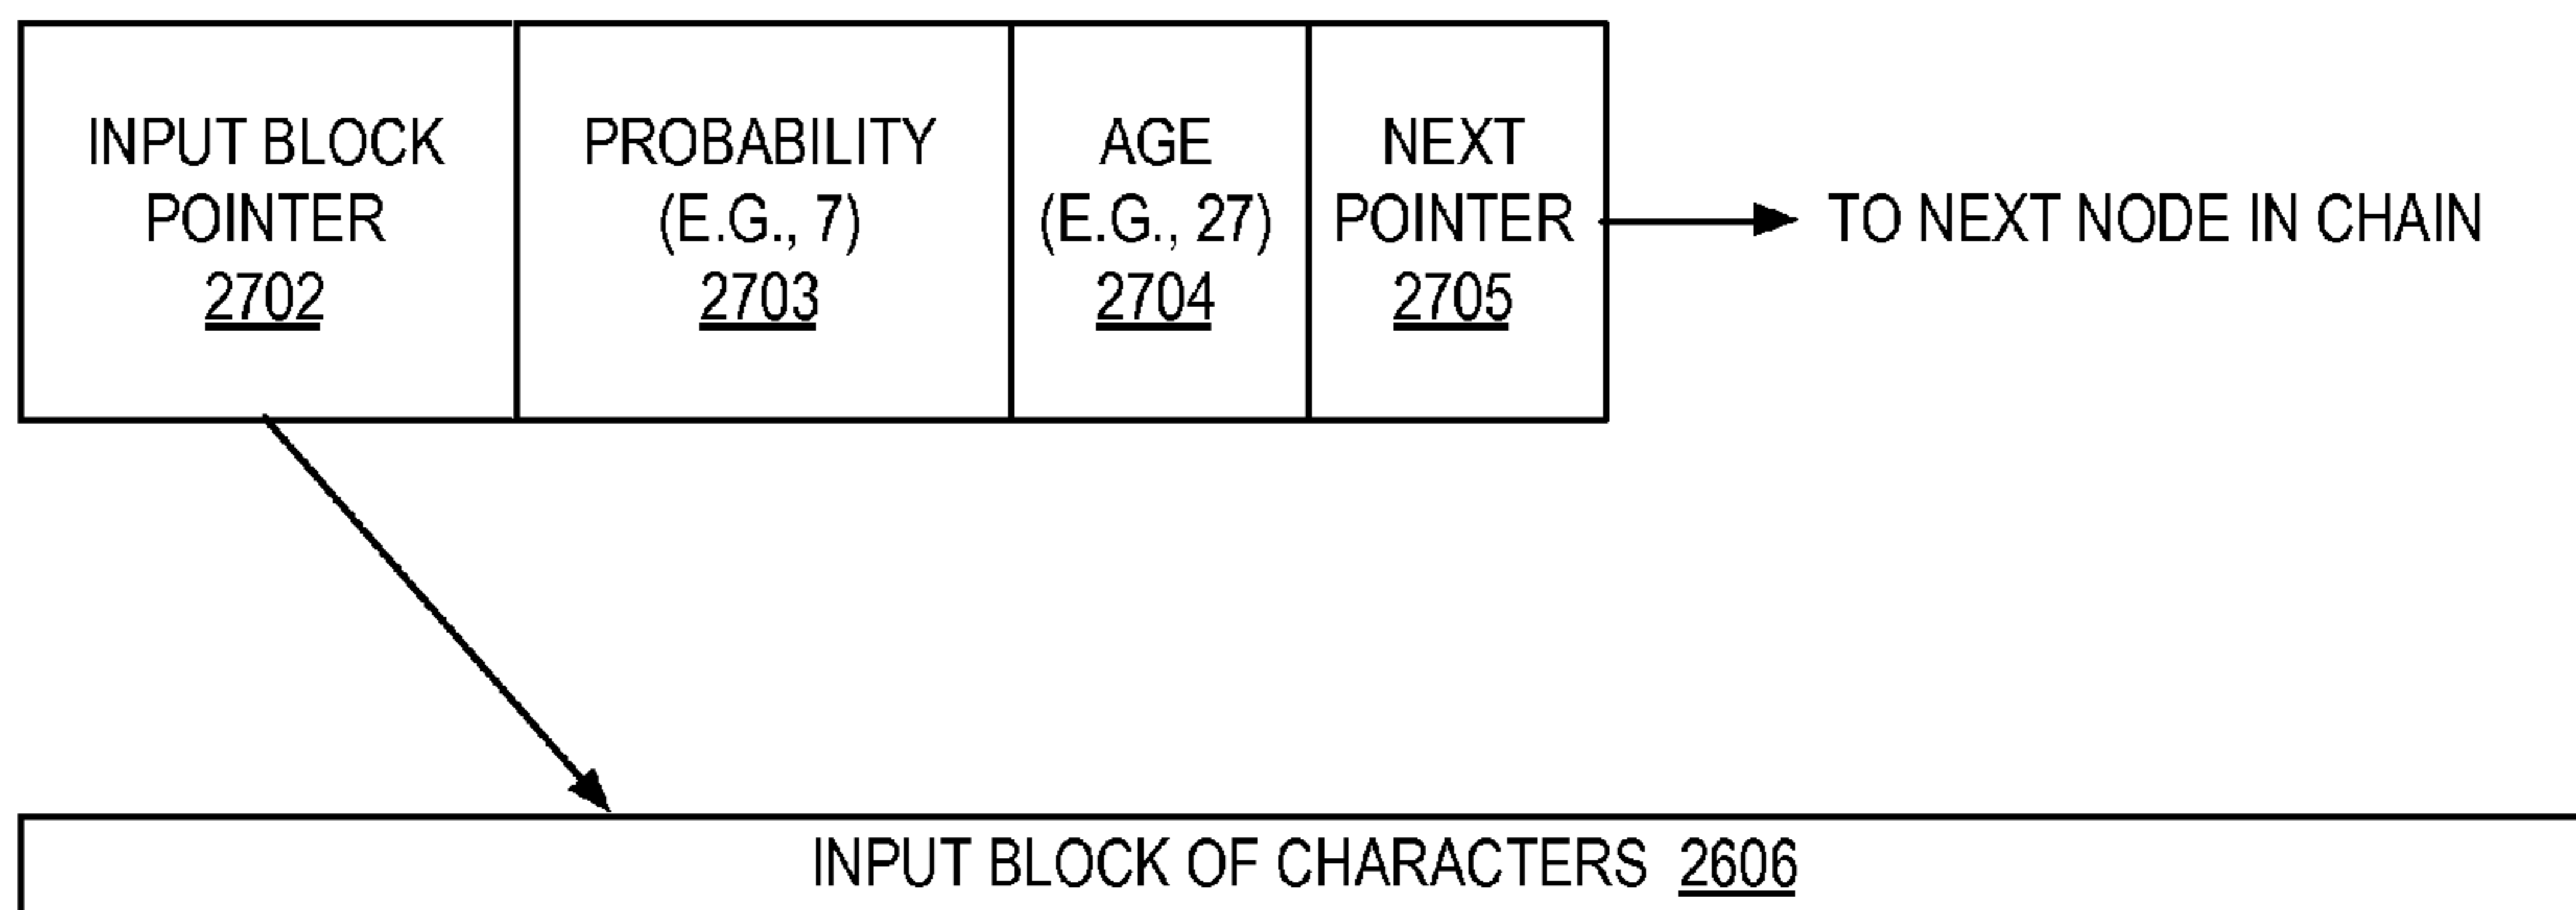 INPUT BLOCK
POINTER
2702
PROBABILITY
(E.G., 7)
2703
AGE
(E.G., 27)
2704
NEXT
POINTER
2705
TO NEXT NODE IN CHAIN
INPUT BLOCK OF CHARACTERS 2606